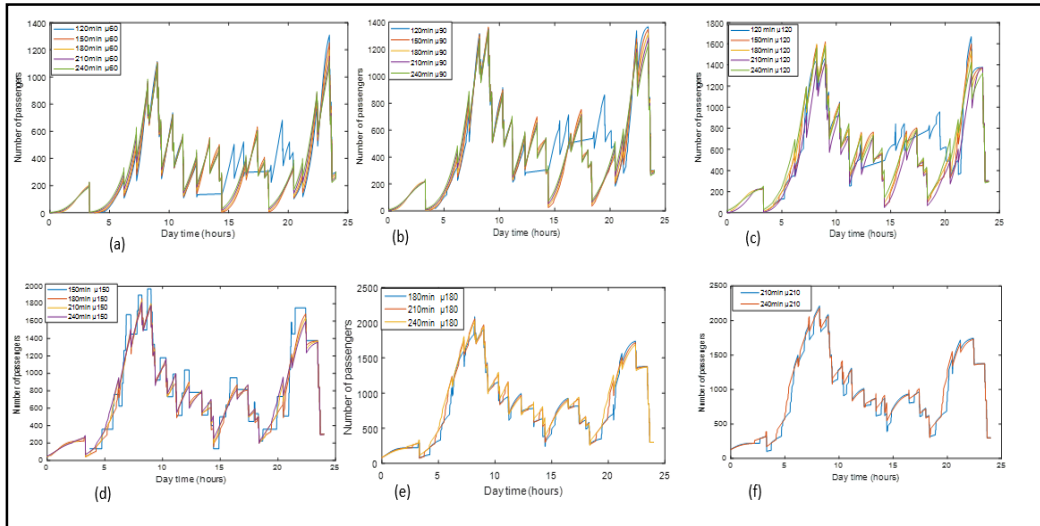 1400
1200
1000
800
600
400
200
0
0 5 10 15 20 25
Number of passengers
Day time (hours)
120min µ60
150min µ60
180min µ60
210min µ60
240min µ60
(a)
1400
1200
1000
800
600
400
200
0
0 5 10 15 20 25
Number of passengers
Day time (hours)
120min µ90
150min µ90
180min µ90
210min µ90
240min µ90
(b)
1800
1600
1400
1200
1000
800
600
400
200
0
0 5 10 15 20 25
Number of passengers
Day time (hours)
120 min µ120
150min µ120
180min µ120
210min µ120
240min µ120
(c)
2000
1800
1600
1400
1200
1000
800
600
400
200
0
0 5 10 15 20 25
Number of passengers
Day time (hours)
150min µ150
180min µ150
210min µ150
240min µ150
(d)
2500
2000
1500
1000
500
0
0 5 10 15 20 25
Number of passengers
Day time (hours)
180min µ180
210min µ180
240min µ180
(e)
2500
2000
1500
1000
500
0
0 5 10 15 20 25
Number of passengers
Day time (hours)
210min µ210
240min µ210
(f)